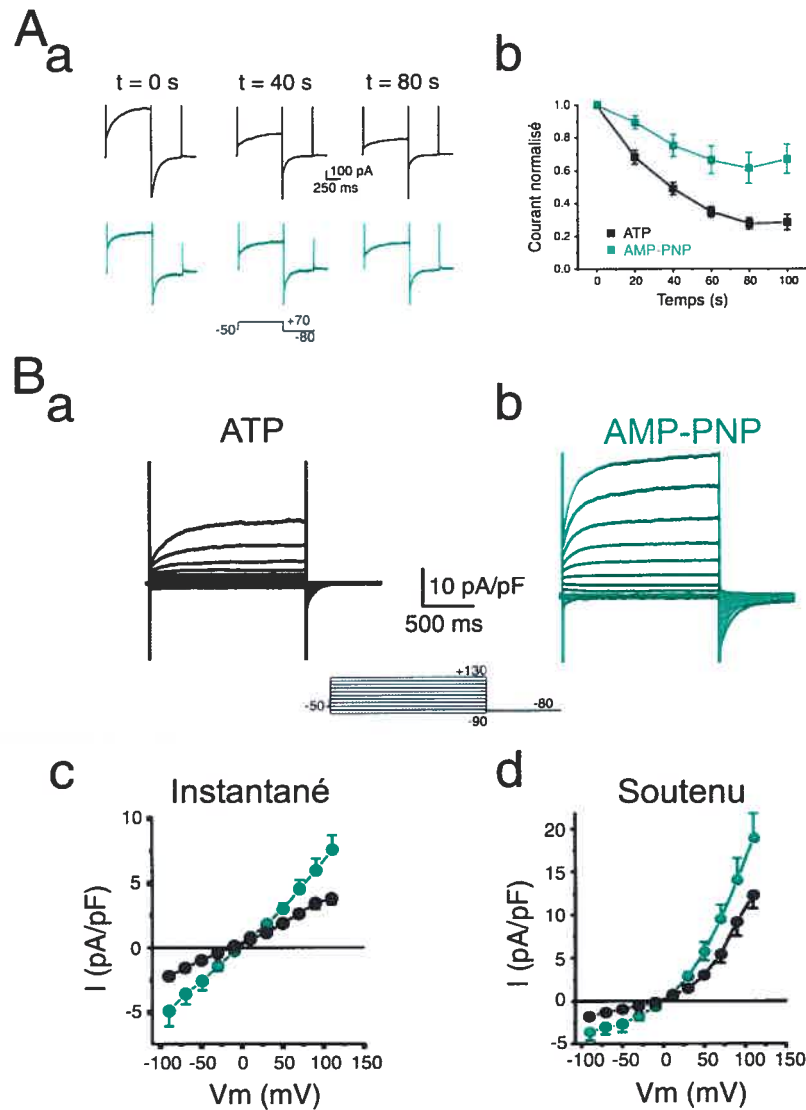 A
a
t = 0 s
t = 40 s
t = 80 s
100 pA
250 ms
-50
+70
-80
b
Courant normalisé
1.0
0.8
0.6
0.4
0.2
0.0
ATP
AMP-PNP
0 20 40 60 80 100
Temps (s)
B
a
ATP
b
AMP-PNP
10 pA/pF
500 ms
+130
-50
-80
-90
c
Instantané
I (pA/pF)
10
5
0
-5
-100 -50 0 50 100 150
Vm (mV)
d
Soutenu
I (pA/pF)
20
15
10
5
0
-5
-100 -50 0 50 100 150
Vm (mV)